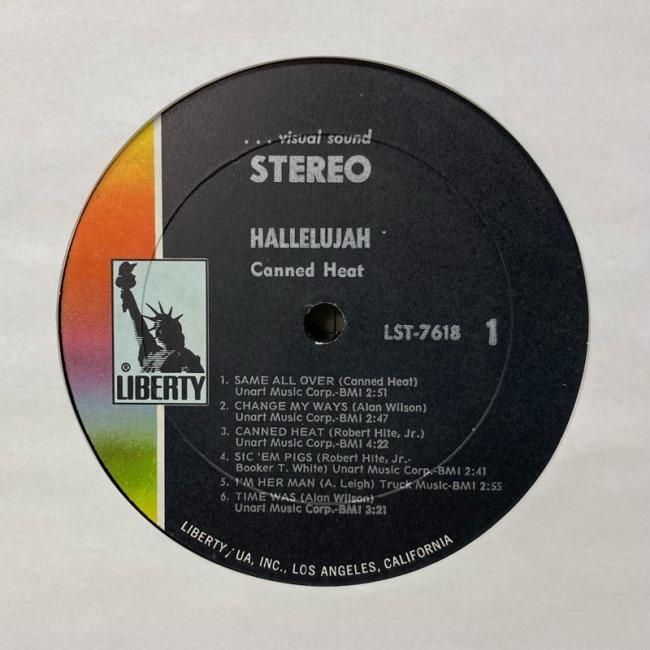 . . . visual sound
STEREO
HALLELUJAH
Canned Heat
LST-7618 1
® LIBERTY
1. SAME ALL OVER (Canned Heat)
Unart Music Corp.-BMI 2:51
2. CHANGE MY WAYS (Alan Wilson)
Unart Music Corp.-BMI 2:47
3. CANNED HEAT (Robert Hite, Jr.)
Unart Music Corp.-BMI 4:22
4. SIC 'EM PIGS (Robert Hite, Jr.-
Booker T. White) Unart Music Corp.-BMI 2:41
5. I'M HER MAN (A. Leigh) Truck Music-BMI 2:55
6. TIME WAS (Alan Wilson)
Unart Music Corp.-BMI 3:21
LIBERTY / UA, INC., LOS ANGELES, CALIFORNIA